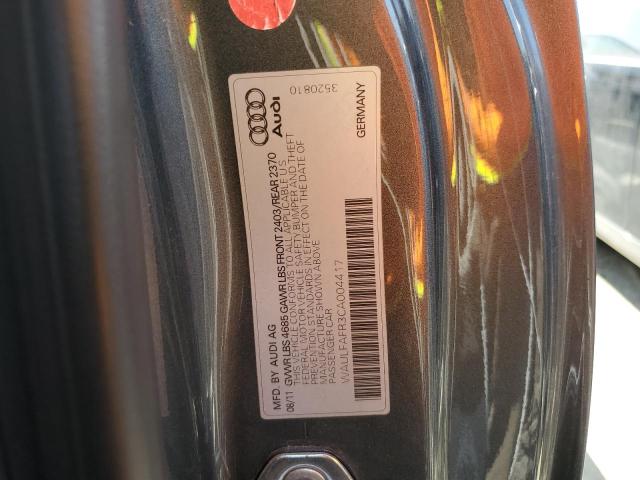 3520810
Audi
GERMANY
MFD. BY AUDI AG
08/11 GVWR LBS 4685 GAWR LBS FRONT 2403/REAR 2370
THIS VEHICLE CONFORMS TO ALL APPLICABLE U S
FEDERAL MOTOR VEHICLE SAFETY BUMPER AND THEFT
PREVENTION STANDARDS IN EFFECT ON THE DATE OF
MANUFACTURE SHOWN ABOVE
PASSENGER CAR
WAULFAFR3CA004417